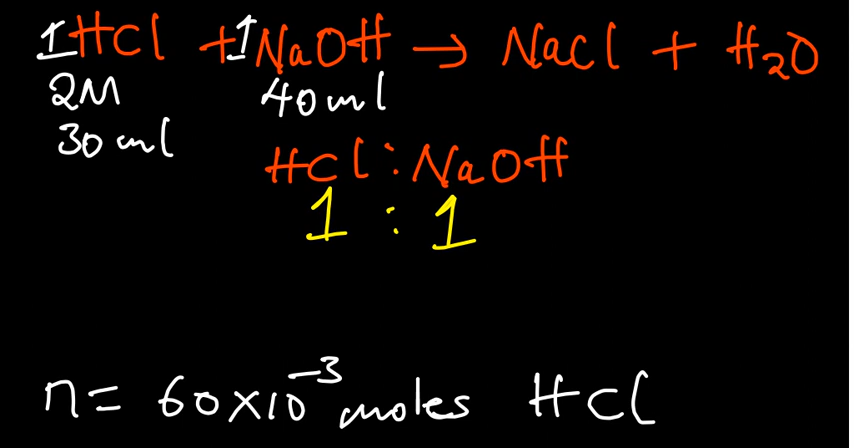 1HCl + 1NaOH → NaCl + H₂O
2M 40ml
30ml
HCl : NaOH
1 : 1
n = 60×10⁻³ moles HCl